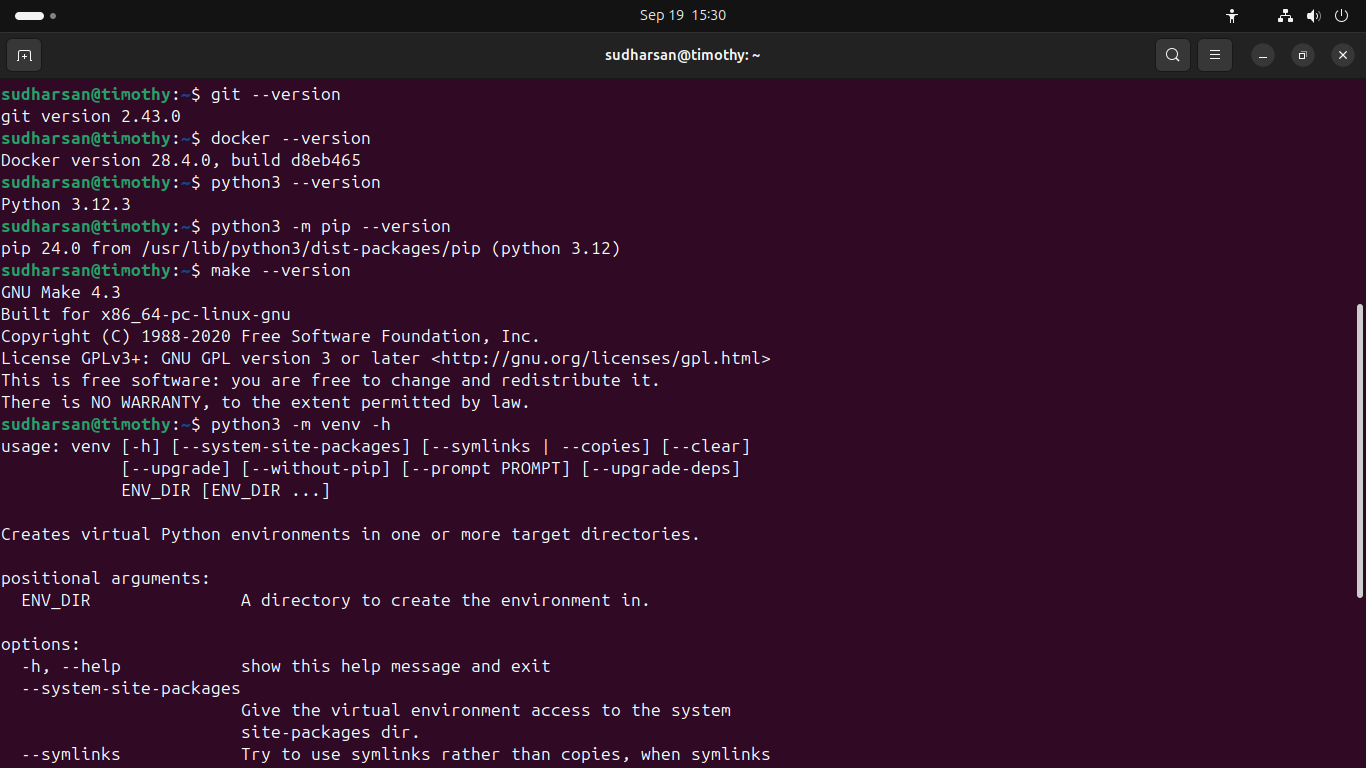 Sep 19 15:30
sudharsan@timothy: ~
sudharsan@timothy:~$ git --version
git version 2.43.0
sudharsan@timothy:~$ docker --version
Docker version 28.4.0, build d8eb465
sudharsan@timothy:~$ python3 --version
Python 3.12.3
sudharsan@timothy:~$ python3 -m pip --version
pip 24.0 from /usr/lib/python3/dist-packages/pip (python 3.12)
sudharsan@timothy:~$ make --version
GNU Make 4.3
Built for x86_64-pc-linux-gnu
Copyright (C) 1988-2020 Free Software Foundation, Inc.
License GPLv3+: GNU GPL version 3 or later <http://gnu.org/licenses/gpl.html>
This is free software: you are free to change and redistribute it.
There is NO WARRANTY, to the extent permitted by law.
sudharsan@timothy:~$ python3 -m venv -h
usage: venv [-h] [--system-site-packages] [--symlinks | --copies] [--clear]
            [--upgrade] [--without-pip] [--prompt PROMPT] [--upgrade-deps]
            ENV_DIR [ENV_DIR ...]

Creates virtual Python environments in one or more target directories.

positional arguments:
  ENV_DIR               A directory to create the environment in.

options:
  -h, --help            show this help message and exit
  --system-site-packages
                        Give the virtual environment access to the system
                        site-packages dir.
  --symlinks            Try to use symlinks rather than copies, when symlinks